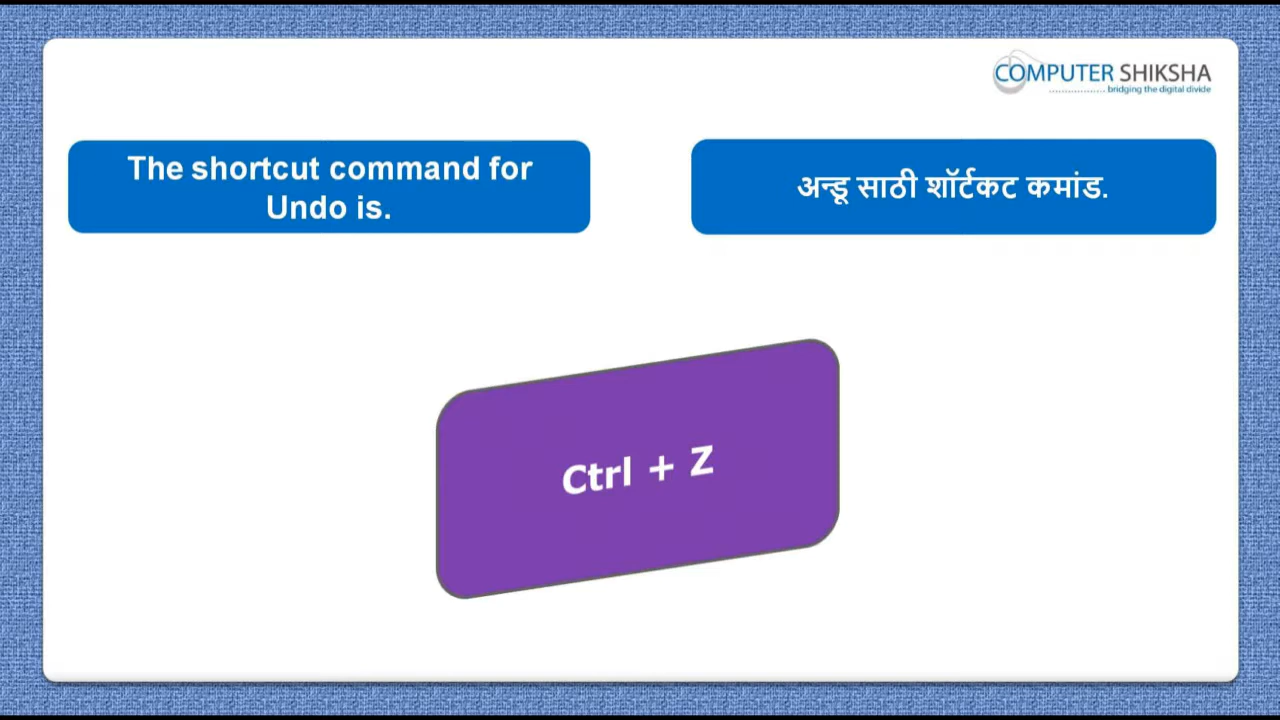 COMPUTER SHIKSHA
bridging the digital divide
The shortcut command for
Undo is.
अन्डू साठी शॉर्टकट कमांड.
Ctrl + Z